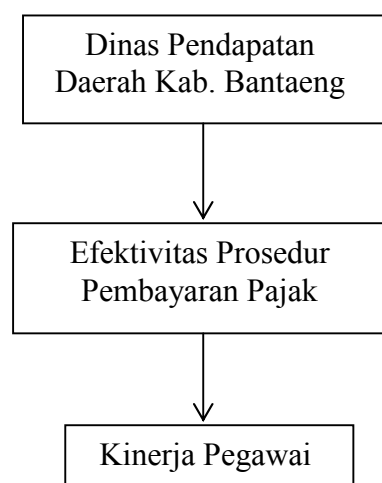 Dinas Pendapatan
Daerah Kab. Bantaeng
Efektivitas Prosedur
Pembayaran Pajak
Kinerja Pegawai